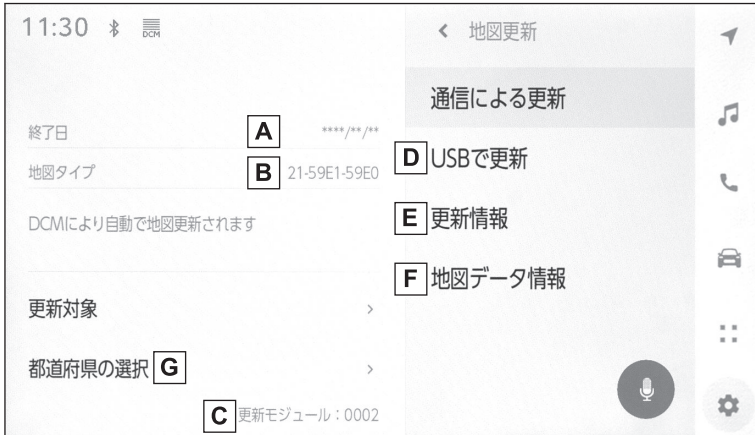 11:30 DCM
終了日 A ****/**/**
地図タイプ B 21-59E1-59E0
DCMにより自動で地図更新されます
更新対象 >
都道府県の選択 G >
C 更新モジュール：0002
< 地図更新
通信による更新
D USBで更新
E 更新情報
F 地図データ情報